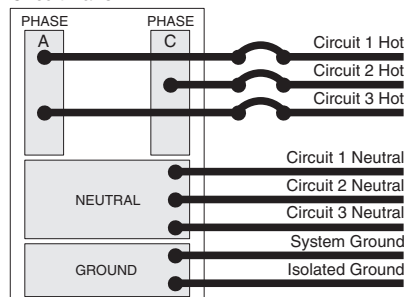 PHASE PHASE
A C
Circuit 1 Hot
Circuit 2 Hot
Circuit 3 Hot
Circuit 1 Neutral
Circuit 2 Neutral
NEUTRAL
Circuit 3 Neutral
System Ground
GROUND
Isolated Ground